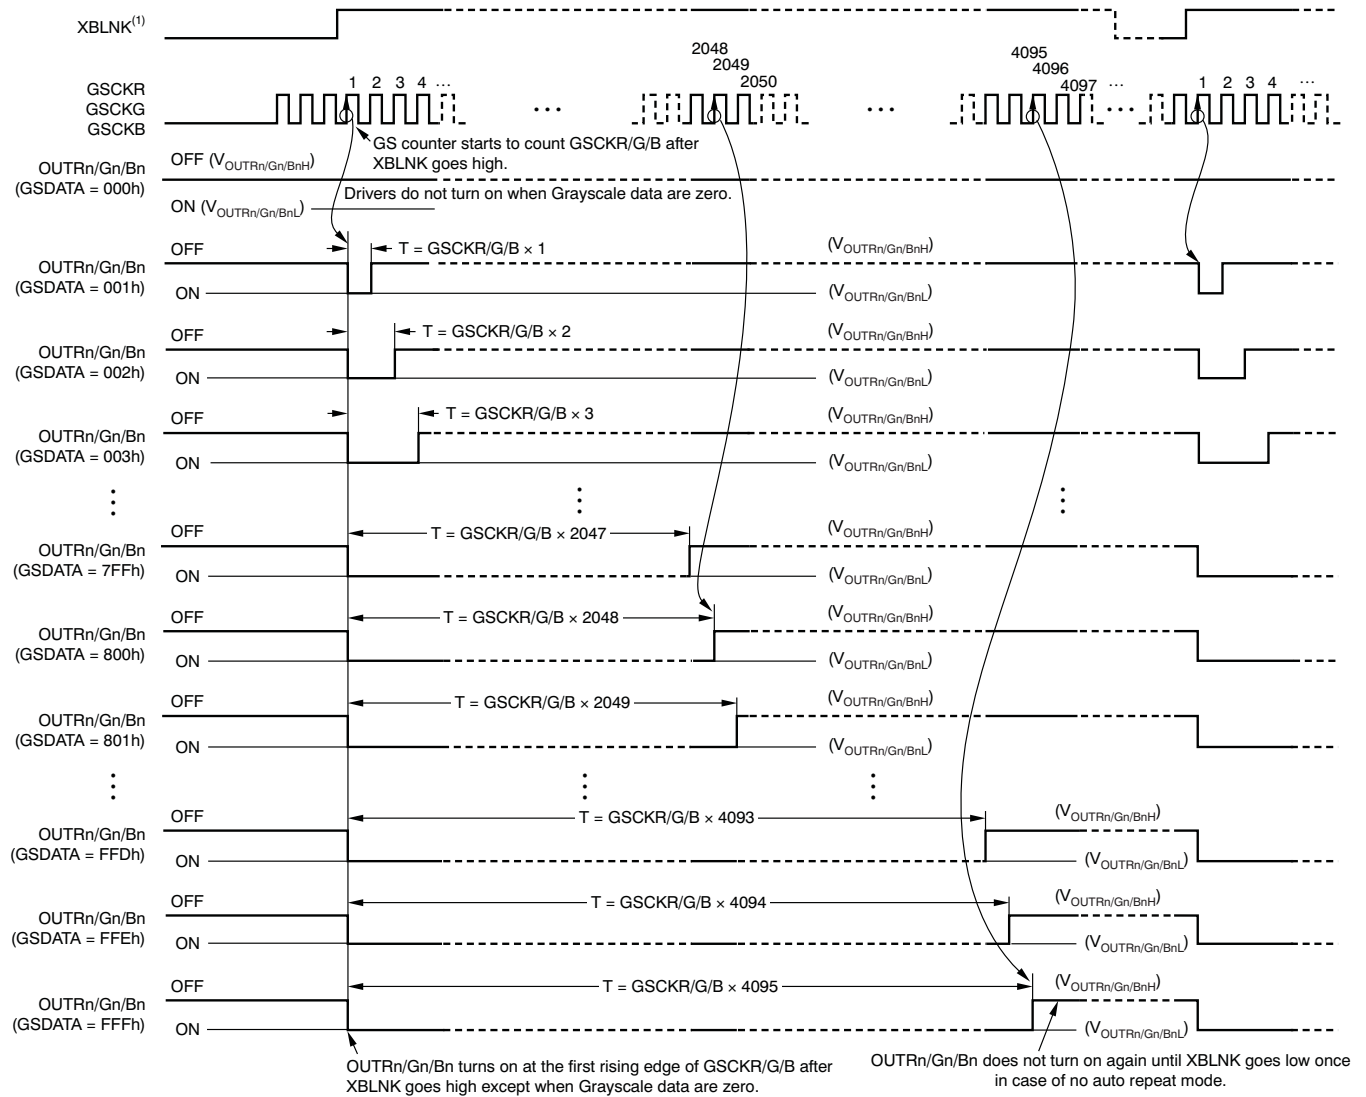 XBLNK(1)
2048
2049
2050
4095
4096
4097
GSCKR
GSCKG
GSCKB
1 2 3 4 ...
...
...
...
...
1 2 3 4 ...
GS counter starts to count GSCKR/G/B after
XBLNK goes high.
OUTRn/Gn/Bn
(GSDATA = 000h)
OFF (VOUTRn/Gn/BnH)
Drivers do not turn on when Grayscale data are zero.
ON (VOUTRn/Gn/BnL)
OUTRn/Gn/Bn
(GSDATA = 001h)
OFF
T = GSCKR/G/B × 1
(VOUTRn/Gn/BnH)
ON
(VOUTRn/Gn/BnL)
OUTRn/Gn/Bn
(GSDATA = 002h)
OFF
T = GSCKR/G/B × 2
(VOUTRn/Gn/BnH)
ON
(VOUTRn/Gn/BnL)
OUTRn/Gn/Bn
(GSDATA = 003h)
OFF
T = GSCKR/G/B × 3
(VOUTRn/Gn/BnH)
ON
(VOUTRn/Gn/BnL)
OUTRn/Gn/Bn
(GSDATA = 7FFh)
OFF
T = GSCKR/G/B × 2047
(VOUTRn/Gn/BnH)
ON
(VOUTRn/Gn/BnL)
OUTRn/Gn/Bn
(GSDATA = 800h)
OFF
T = GSCKR/G/B × 2048
(VOUTRn/Gn/BnH)
ON
(VOUTRn/Gn/BnL)
OUTRn/Gn/Bn
(GSDATA = 801h)
OFF
T = GSCKR/G/B × 2049
(VOUTRn/Gn/BnH)
ON
(VOUTRn/Gn/BnL)
OUTRn/Gn/Bn
(GSDATA = FFDh)
OFF
T = GSCKR/G/B × 4093
(VOUTRn/Gn/BnH)
ON
(VOUTRn/Gn/BnL)
OUTRn/Gn/Bn
(GSDATA = FFEh)
OFF
T = GSCKR/G/B × 4094
(VOUTRn/Gn/BnH)
ON
(VOUTRn/Gn/BnL)
OUTRn/Gn/Bn
(GSDATA = FFFh)
OFF
T = GSCKR/G/B × 4095
(VOUTRn/Gn/BnH)
ON
(VOUTRn/Gn/BnL)
OUTRn/Gn/Bn turns on at the first rising edge of GSCKR/G/B after
XBLNK goes high except when Grayscale data are zero.
OUTRn/Gn/Bn does not turn on again until XBLNK goes low once
in case of no auto repeat mode.